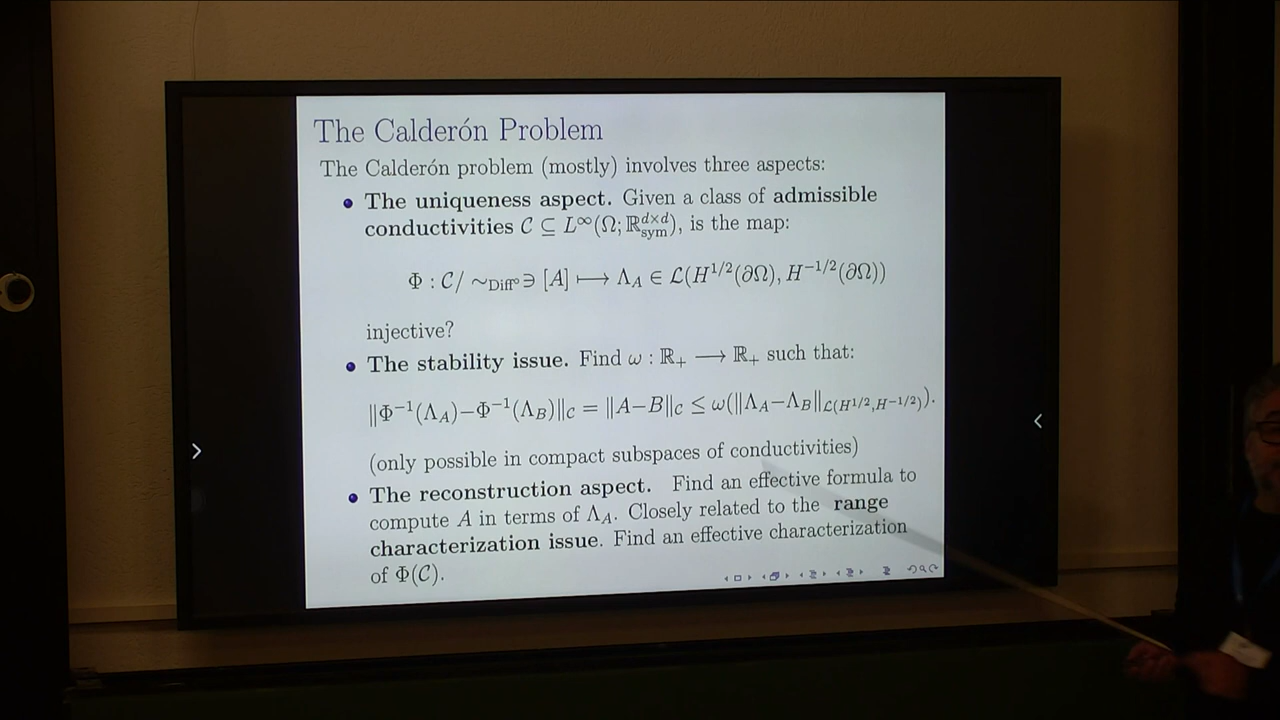 The Calderón Problem
The Calderón problem (mostly) involves three aspects:
• The uniqueness aspect. Given a class of admissible
conductivities 𝒞 ⊆ L^∞(Ω; ℝ^{d×d}_{sym}), is the map:
Φ : 𝒞/ ∼_{Diff^o} ∋ [A] ⟼ Λ_A ∈ ℒ(H^{1/2}(∂Ω), H^{−1/2}(∂Ω))
injective?
• The stability issue. Find ω : ℝ_+ ⟶ ℝ_+ such that:
‖Φ^{−1}(Λ_A)−Φ^{−1}(Λ_B)‖_𝒞 = ‖A−B‖_𝒞 ≤ ω(‖Λ_A−Λ_B‖_{ℒ(H^{1/2},H^{−1/2})}).
(only possible in compact subspaces of conductivities)
• The reconstruction aspect. Find an effective formula to
compute A in terms of Λ_A. Closely related to the range
characterization issue. Find an effective characterization
of Φ(𝒞).